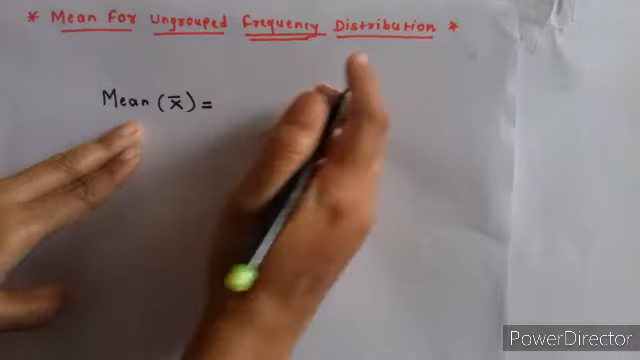 * Mean For Ungrouped Frequency Distribution *
Mean (x̄) =
PowerDirector